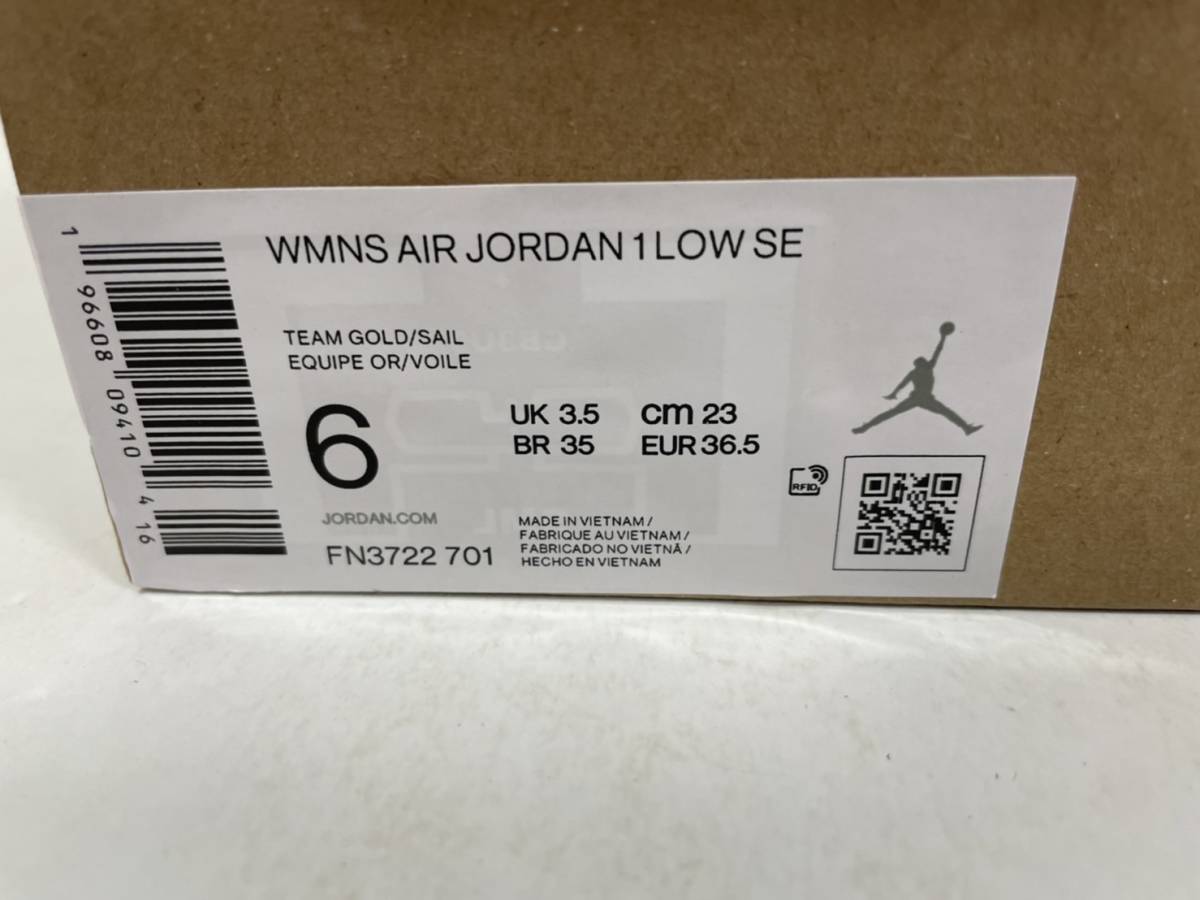 WMNS AIR JORDAN 1 LOW SE
TEAM GOLD/SAIL
EQUIPE OR/VOILE
6
UK 3.5 cm 23
BR 35 EUR 36.5
JORDAN.COM
FN3722 701
MADE IN VIETNAM /
FABRIQUE AU VIETNAM /
FABRICADO NO VIETNÃ /
HECHO EN VIETNAM
RFID
1 96608 09410 4 16